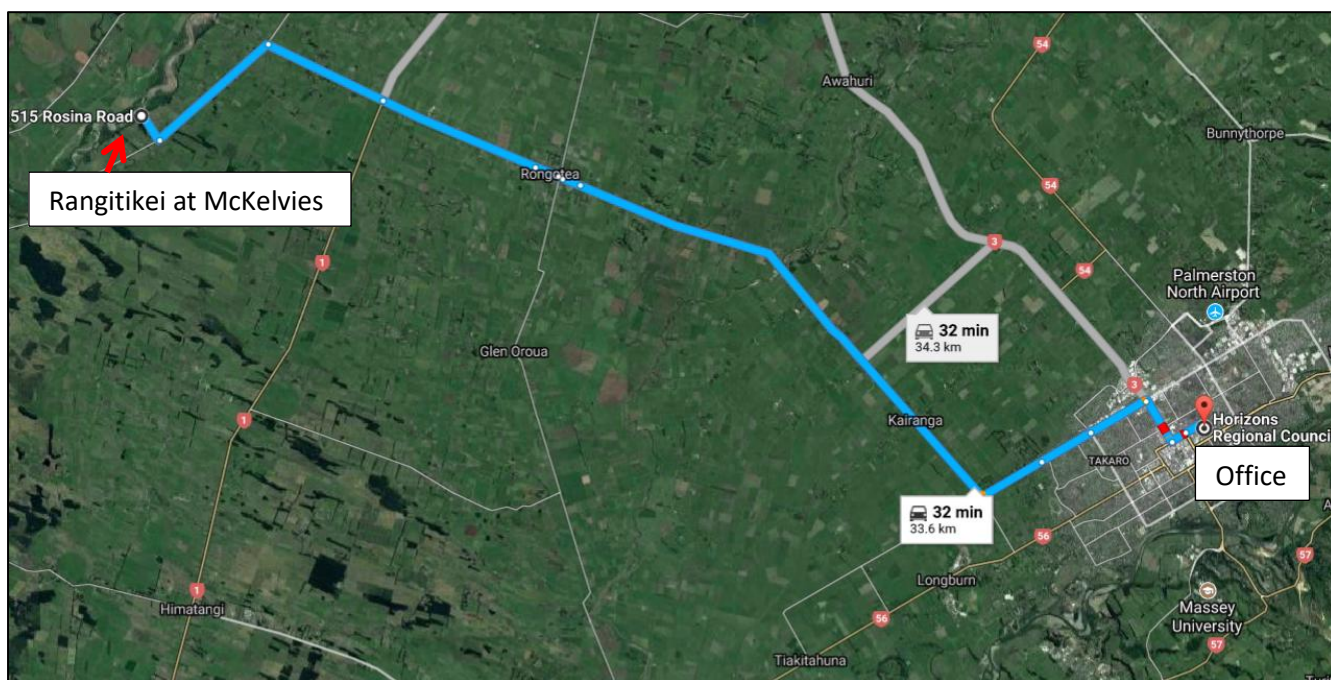 54
Awahuri
Bunnythorpe
515 Rosina Road
54
Rangitikei at McKelvies
Rongotea
3
1
54
Palmerston
North Airport
32 min
34.3 km
Glen Oroua
3
1
Kairanga
Horizons
Regional Counci
TAKARO
Office
32 min
33.6 km
56
57
Longburn
1
Himatangi
Massey
University
56
57
Tiakitahuna